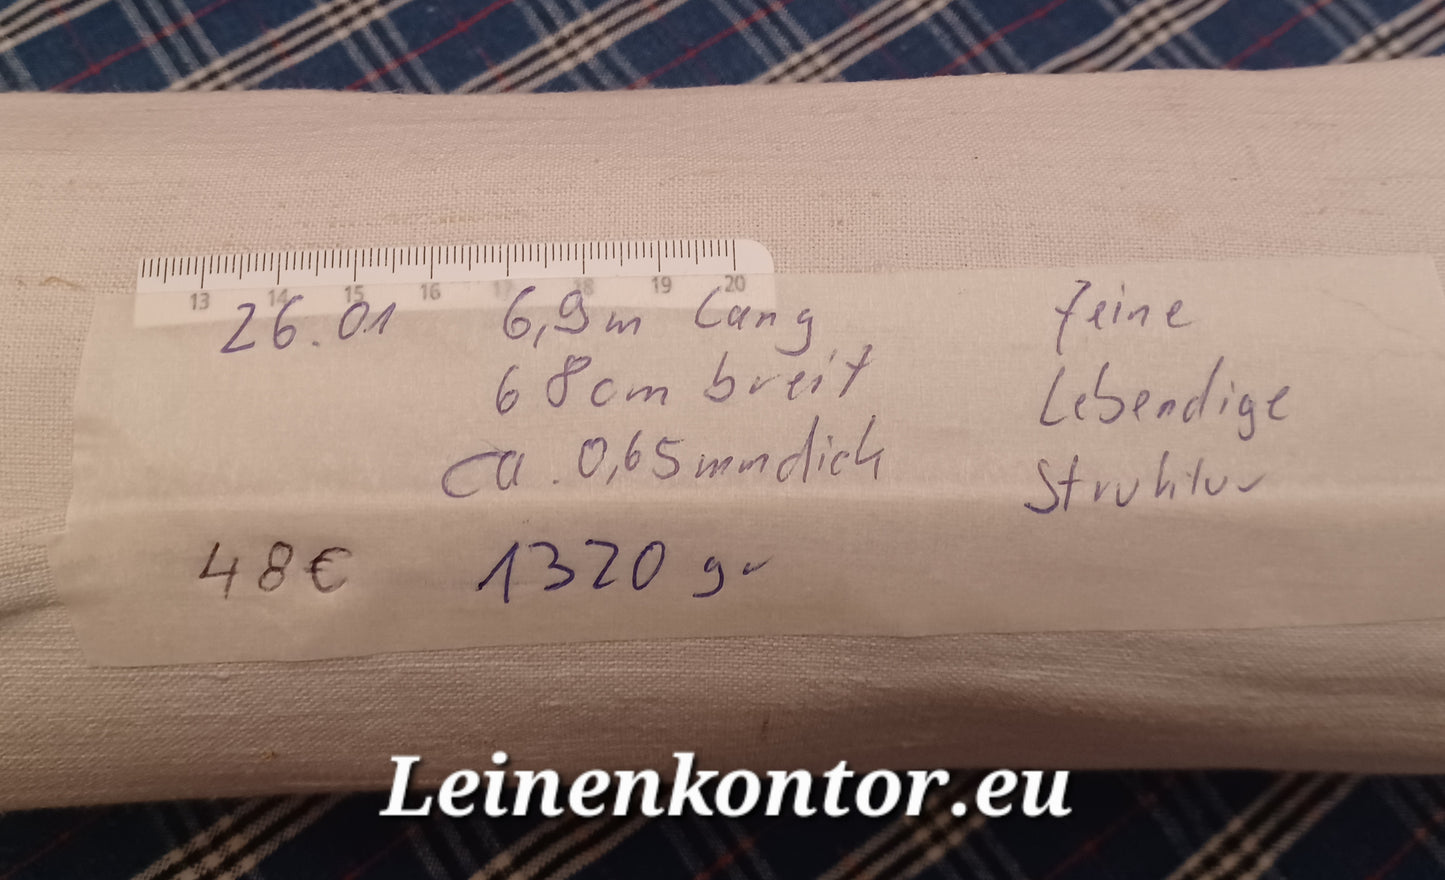 13 14 15 16 17 18 19 20
26.01 6,9m lang feine
68cm breit Lebendige
ca. 0,65mm dick Struktur
48€ 1320 gr
Leinenkontor.eu